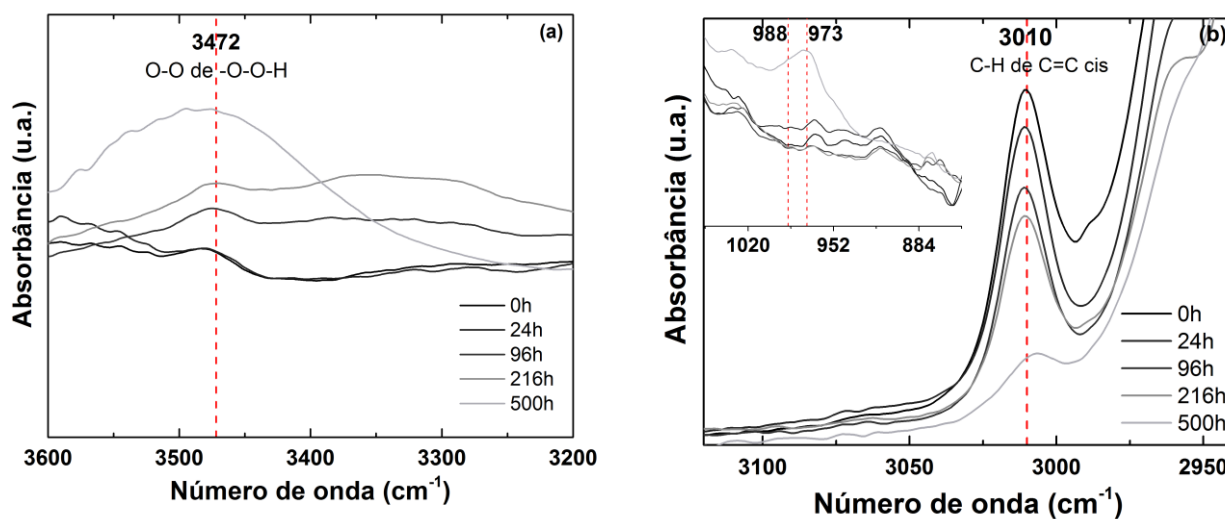 (a)
3472
O-O de -O-O-H
Absorbância (u.a.)
0h
24h
96h
216h
500h
3600 3500 3400 3300 3200
Número de onda (cm-1)
(b)
988 973
3010
C-H de C=C cis
1020 952 884
Absorbância (u.a.)
0h
24h
96h
216h
500h
3100 3050 3000 2950
Número de onda (cm-1)